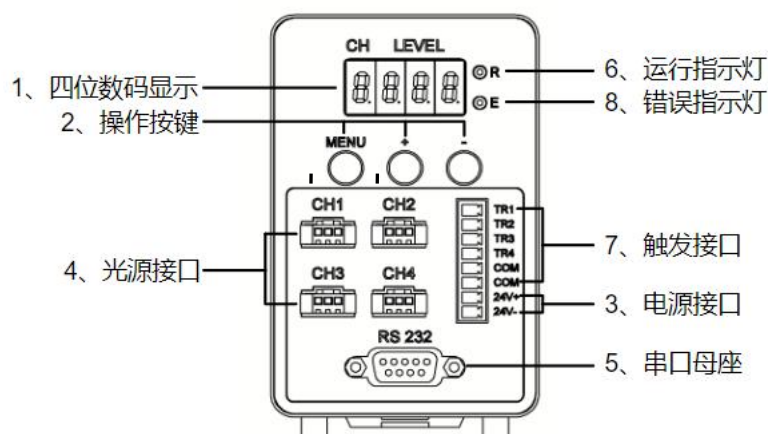 CH LEVEL
R
E
1、四位数码显示
2、操作按键
6、运行指示灯
8、错误指示灯
MENU + -
CH1 CH2
CH3 CH4
TR1
TR2
TR3
TR4
COM
COM
24V+
24V-
4、光源接口
7、触发接口
3、电源接口
RS 232
5、串口母座